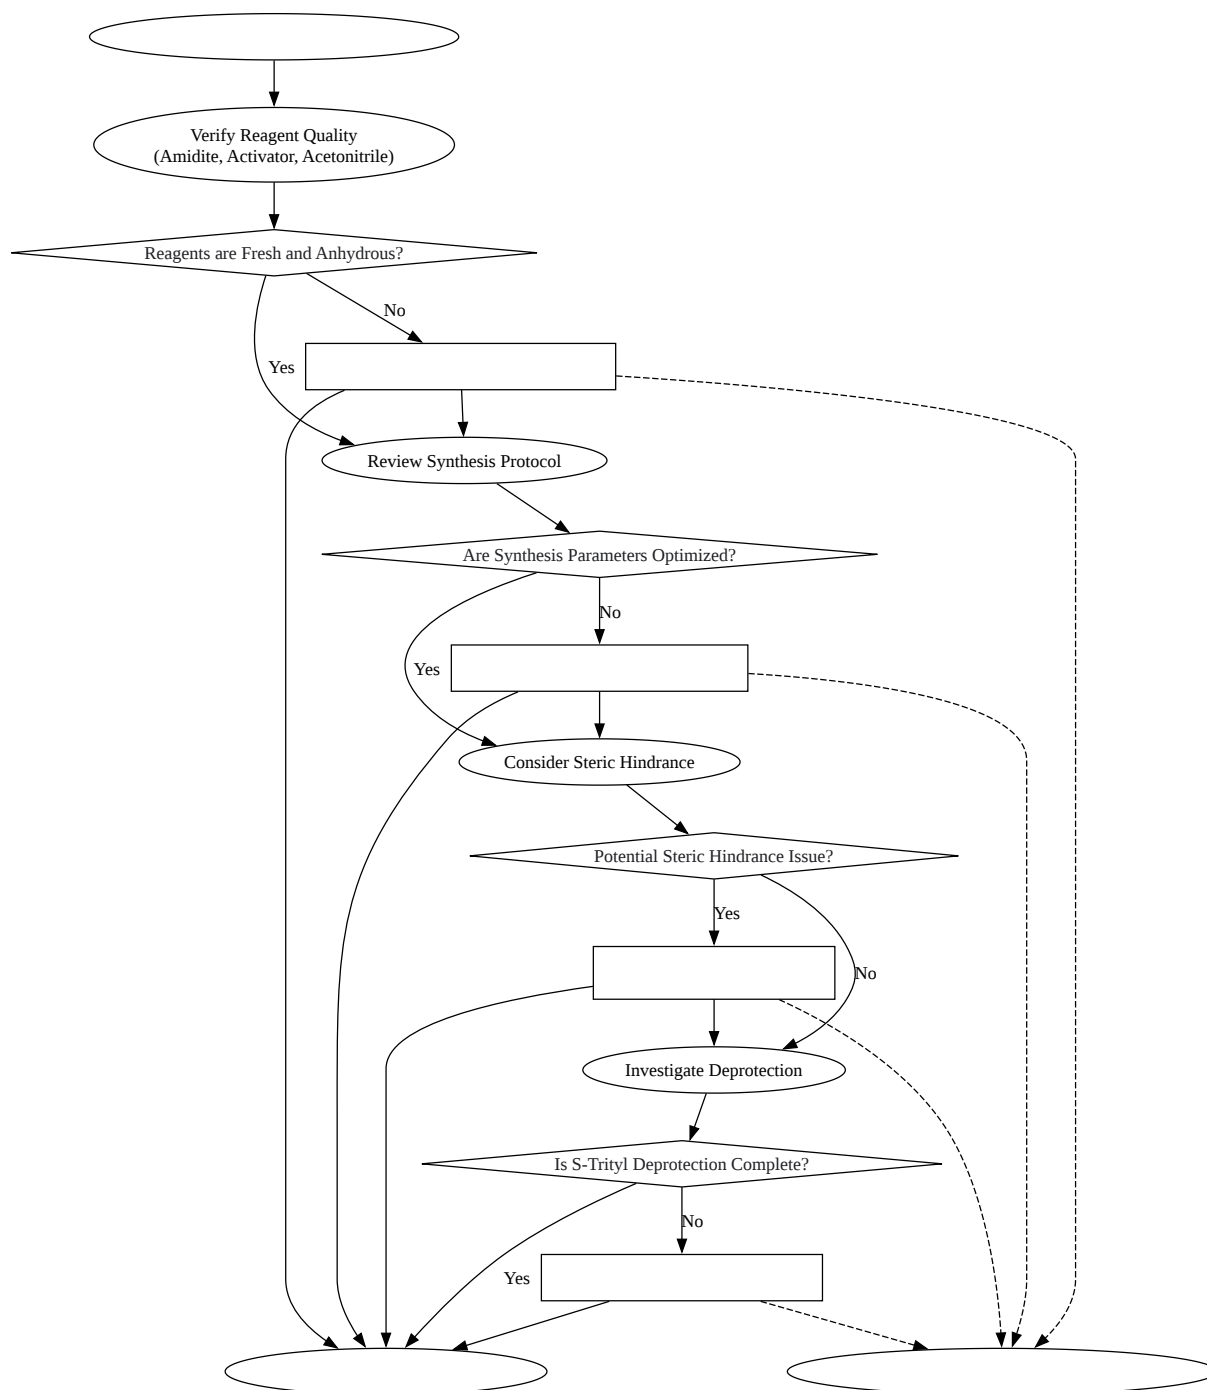 Verify Reagent Quality
(Amidite, Activator, Acetonitrile)
Reagents are Fresh and Anhydrous?
No
Yes
Review Synthesis Protocol
Are Synthesis Parameters Optimized?
No
Yes
Consider Steric Hindrance
Potential Steric Hindrance Issue?
Yes
No
Investigate Deprotection
Is S-Trityl Deprotection Complete?
No
Yes